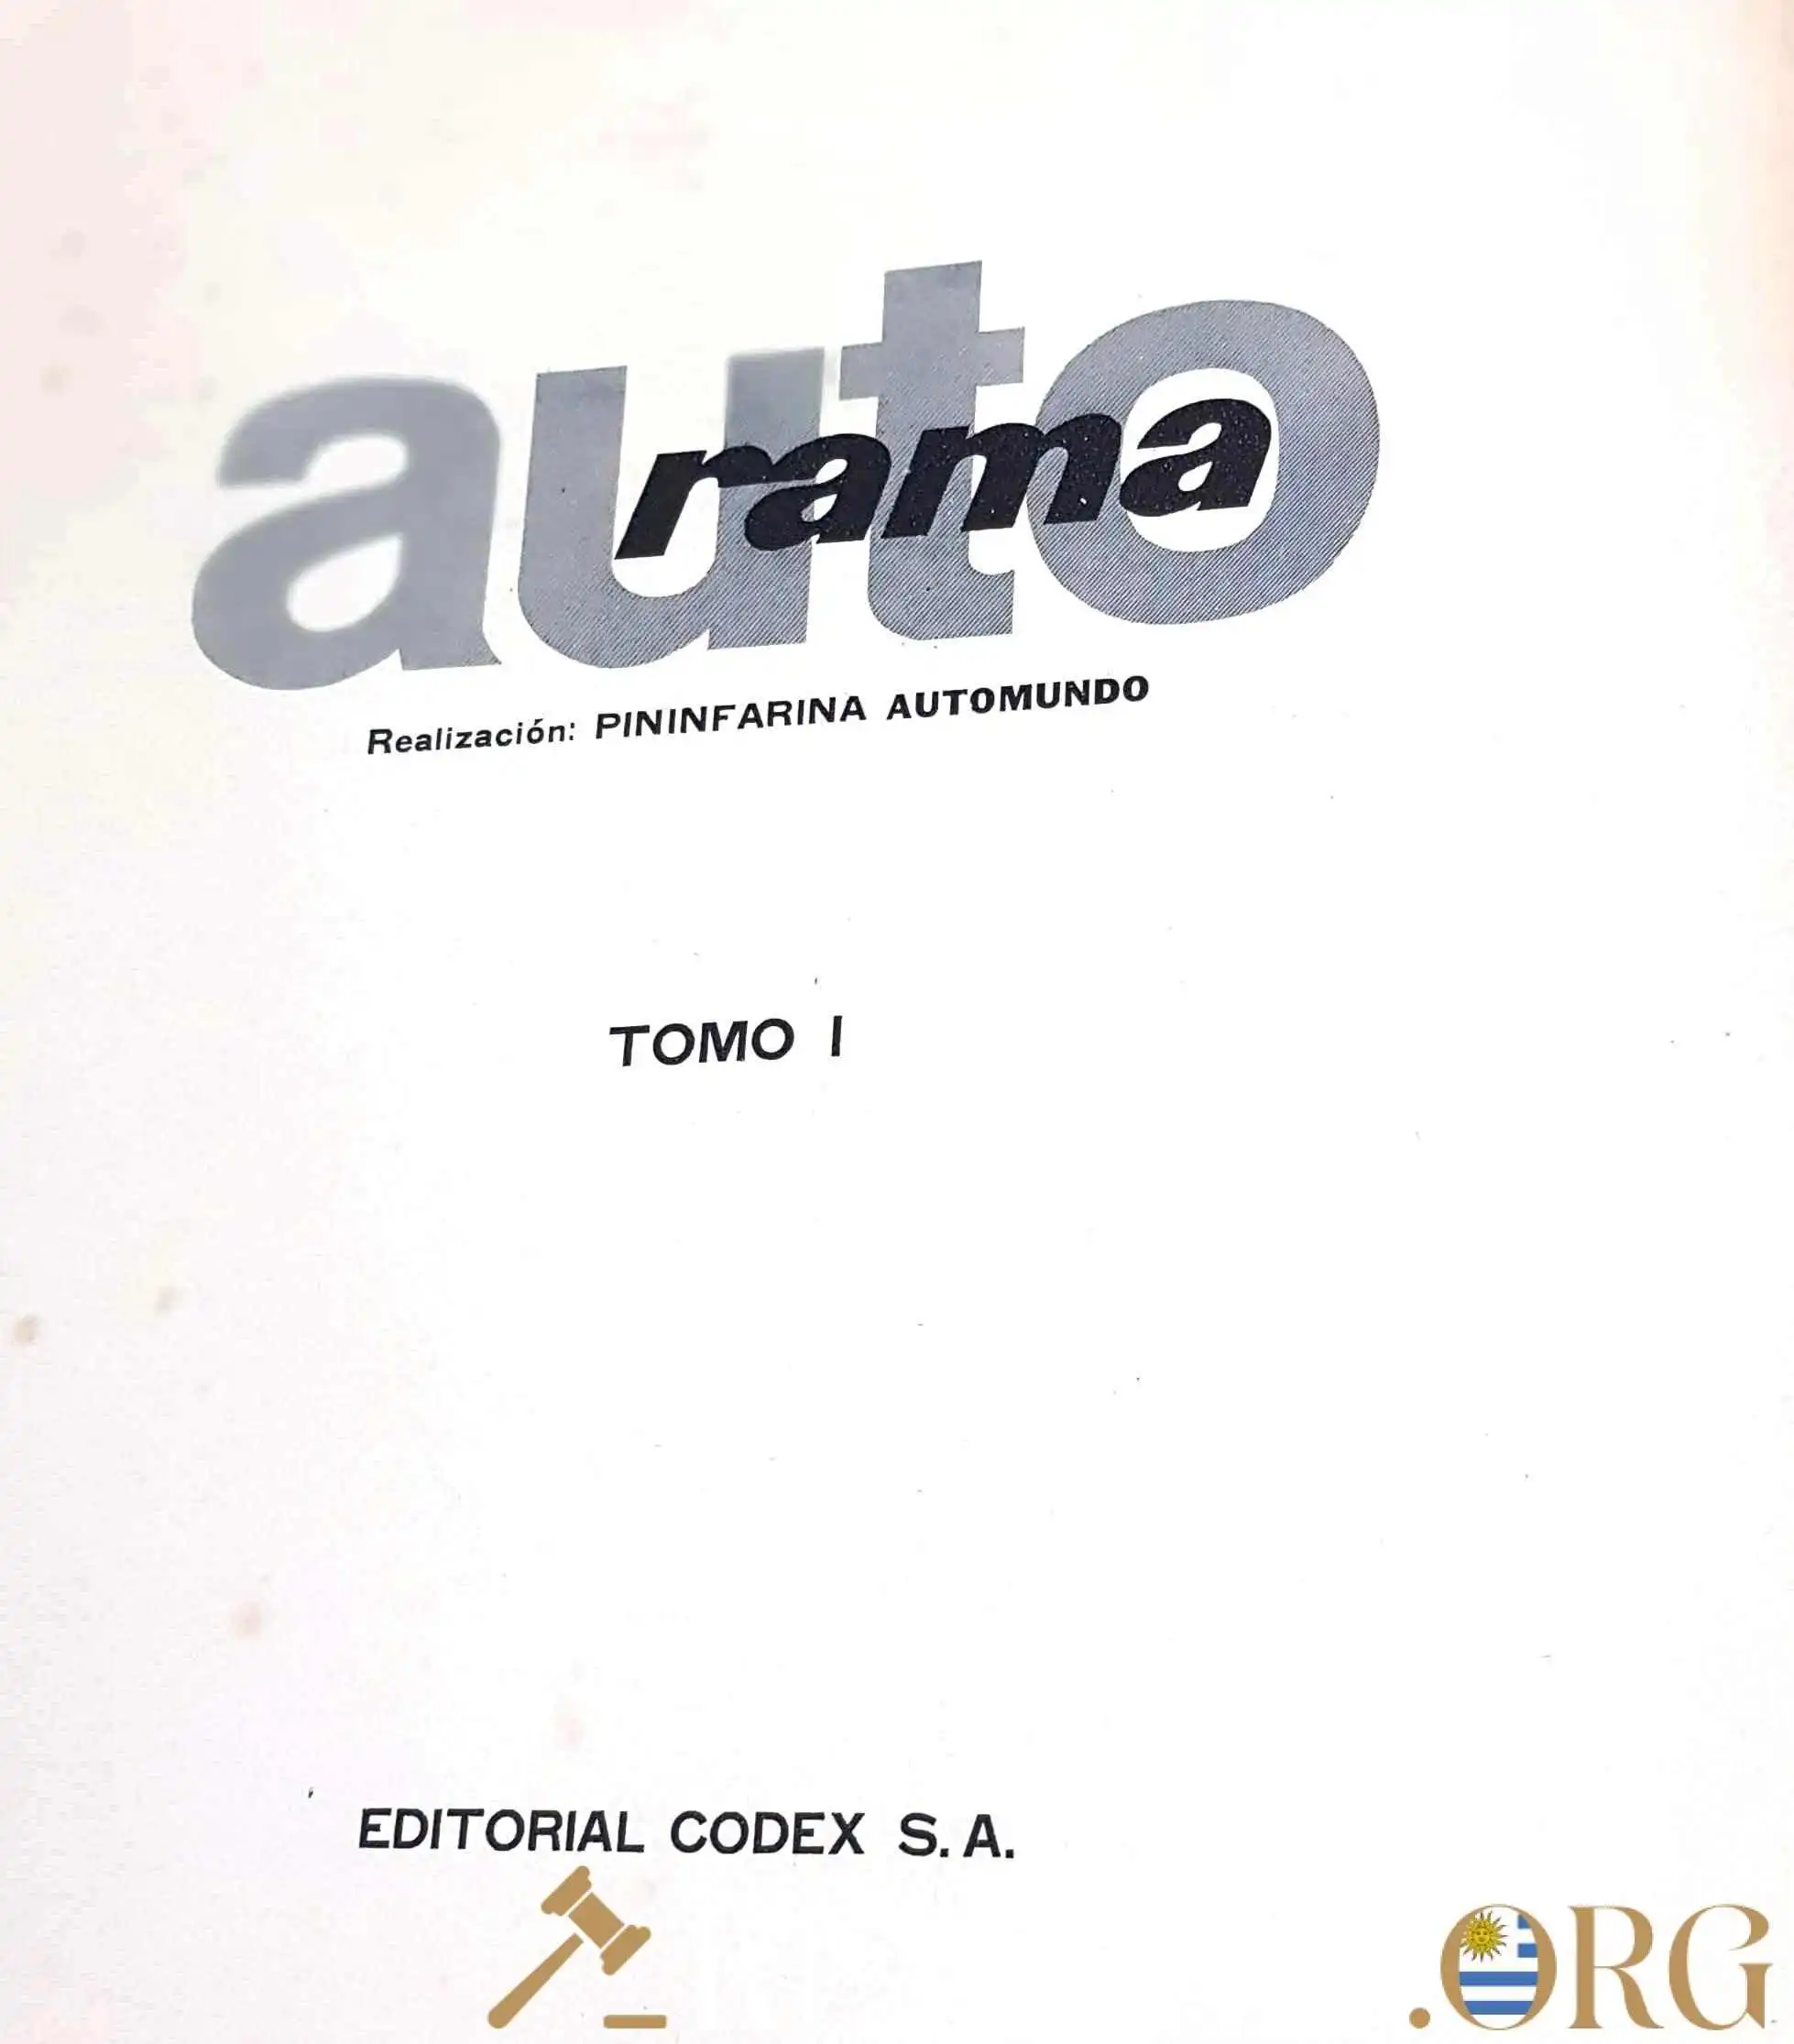 auto
rama
Realización: PININFARINA AUTOMUNDO
TOMO I
EDITORIAL CODEX S.A.
.ORG